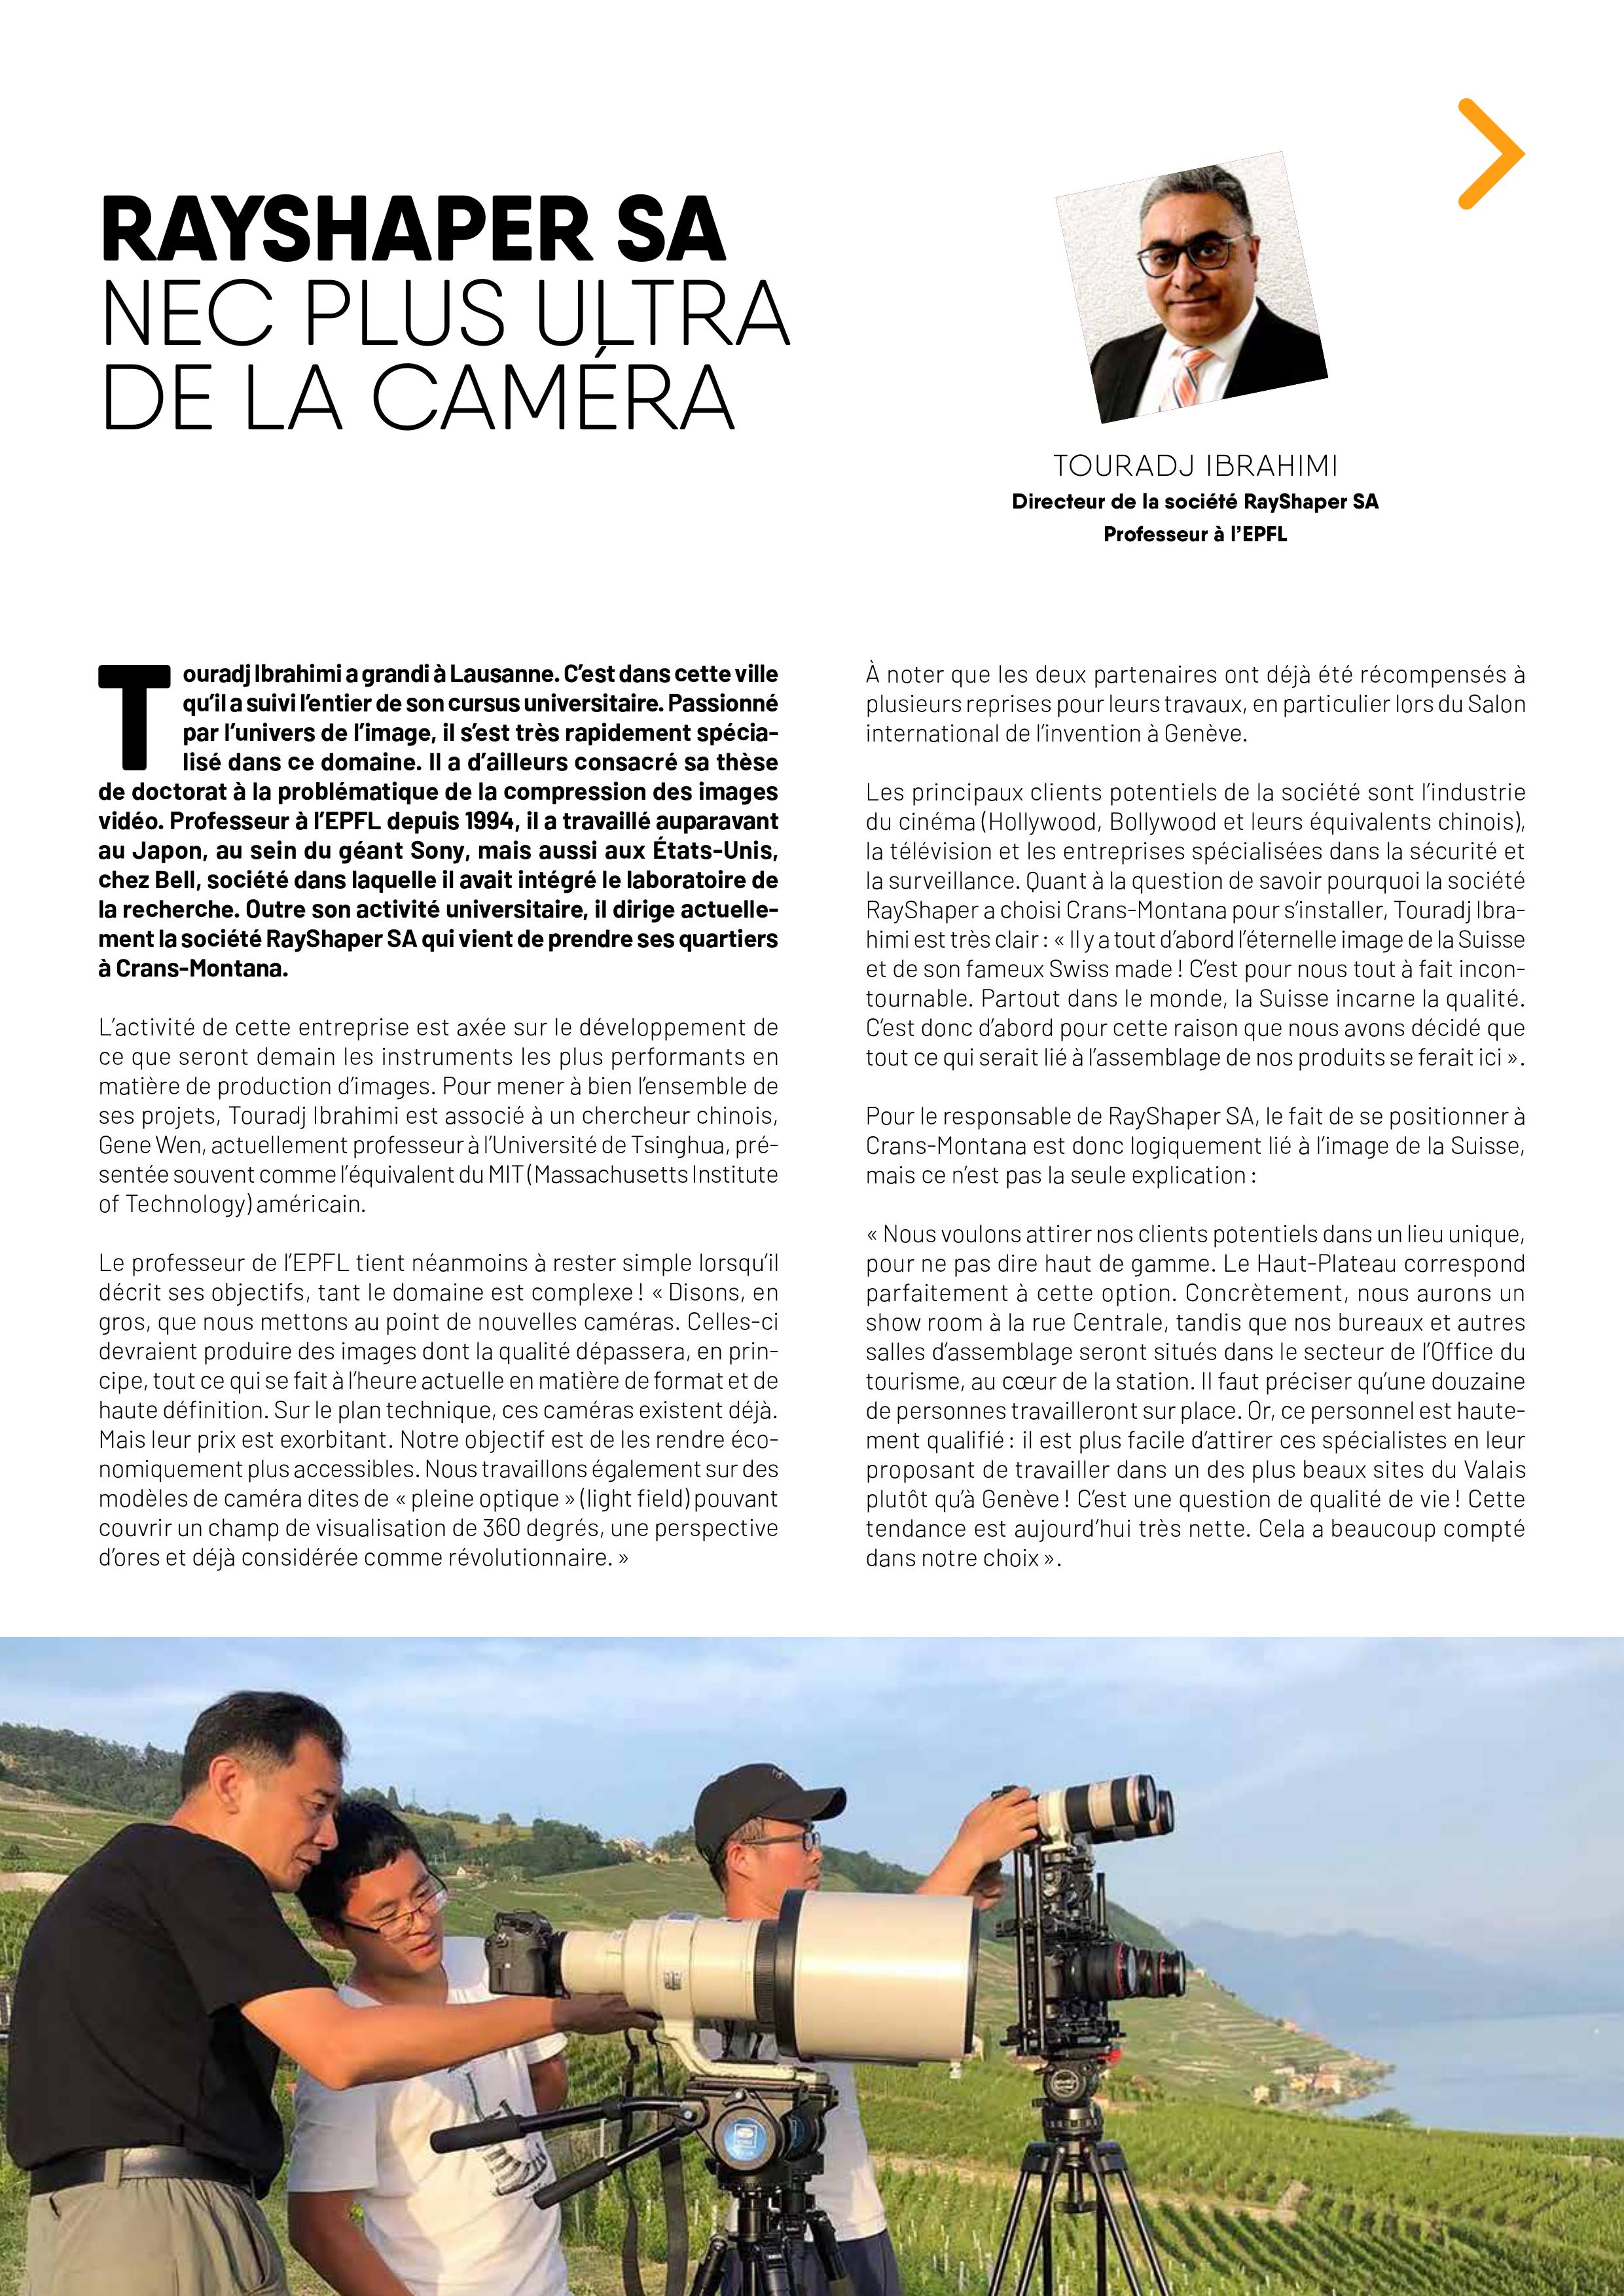 RAYSHAPER SA
NEC PLUS ULTRA
DE LA CAMÉRA
TOURADJ IBRAHIMI
Directeur de la société RayShaper SA
Professeur à l'EPFL
Touradj Ibrahimi a grandi à Lausanne. C'est dans cette ville
qu'il a suivi l'entier de son cursus universitaire. Passionné
par l'univers de l'image, il s'est très rapidement spécia-
lisé dans ce domaine. Il a d'ailleurs consacré sa thèse
de doctorat à la problématique de la compression des images
vidéo. Professeur à l'EPFL depuis 1994, il a travaillé auparavant
au Japon, au sein du géant Sony, mais aussi aux États-Unis,
chez Bell, société dans laquelle il avait intégré le laboratoire de
la recherche. Outre son activité universitaire, il dirige actuelle-
ment la société RayShaper SA qui vient de prendre ses quartiers
à Crans-Montana.
L'activité de cette entreprise est axée sur le développement de
ce que seront demain les instruments les plus performants en
matière de production d'images. Pour mener à bien l'ensemble de
ses projets, Touradj Ibrahimi est associé à un chercheur chinois,
Gene Wen, actuellement professeur à l'Université de Tsinghua, pré-
sentée souvent comme l'équivalent du MIT (Massachusetts Institute
of Technology) américain.
Le professeur de l'EPFL tient néanmoins à rester simple lorsqu'il
décrit ses objectifs, tant le domaine est complexe ! « Disons, en
gros, que nous mettons au point de nouvelles caméras. Celles-ci
devraient produire des images dont la qualité dépassera, en prin-
cipe, tout ce qui se fait à l'heure actuelle en matière de format et de
haute définition. Sur le plan technique, ces caméras existent déjà.
Mais leur prix est exorbitant. Notre objectif est de les rendre éco-
nomiquement plus accessibles. Nous travaillons également sur des
modèles de caméra dites de « pleine optique » (light field) pouvant
couvrir un champ de visualisation de 360 degrés, une perspective
d'ores et déjà considérée comme révolutionnaire. »
À noter que les deux partenaires ont déjà été récompensés à
plusieurs reprises pour leurs travaux, en particulier lors du Salon
international de l'invention à Genève.
Les principaux clients potentiels de la société sont l'industrie
du cinéma (Hollywood, Bollywood et leurs équivalents chinois),
la télévision et les entreprises spécialisées dans la sécurité et
la surveillance. Quant à la question de savoir pourquoi la société
RayShaper a choisi Crans-Montana pour s'installer, Touradj Ibra-
himi est très clair : « Il y a tout d'abord l'éternelle image de la Suisse
et de son fameux Swiss made ! C'est pour nous tout à fait incon-
tournable. Partout dans le monde, la Suisse incarne la qualité.
C'est donc d'abord pour cette raison que nous avons décidé que
tout ce qui serait lié à l'assemblage de nos produits se ferait ici ».
Pour le responsable de RayShaper SA, le fait de se positionner à
Crans-Montana est donc logiquement lié à l'image de la Suisse,
mais ce n'est pas la seule explication :
« Nous voulons attirer nos clients potentiels dans un lieu unique,
pour ne pas dire haut de gamme. Le Haut-Plateau correspond
parfaitement à cette option. Concrètement, nous aurons un
show room à la rue Centrale, tandis que nos bureaux et autres
salles d'assemblage seront situés dans le secteur de l'Office du
tourisme, au cœur de la station. Il faut préciser qu'une douzaine
de personnes travailleront sur place. Or, ce personnel est haute-
ment qualifié : il est plus facile d'attirer ces spécialistes en leur
proposant de travailler dans un des plus beaux sites du Valais
plutôt qu'à Genève ! C'est une question de qualité de vie ! Cette
tendance est aujourd'hui très nette. Cela a beaucoup compté
dans notre choix ».